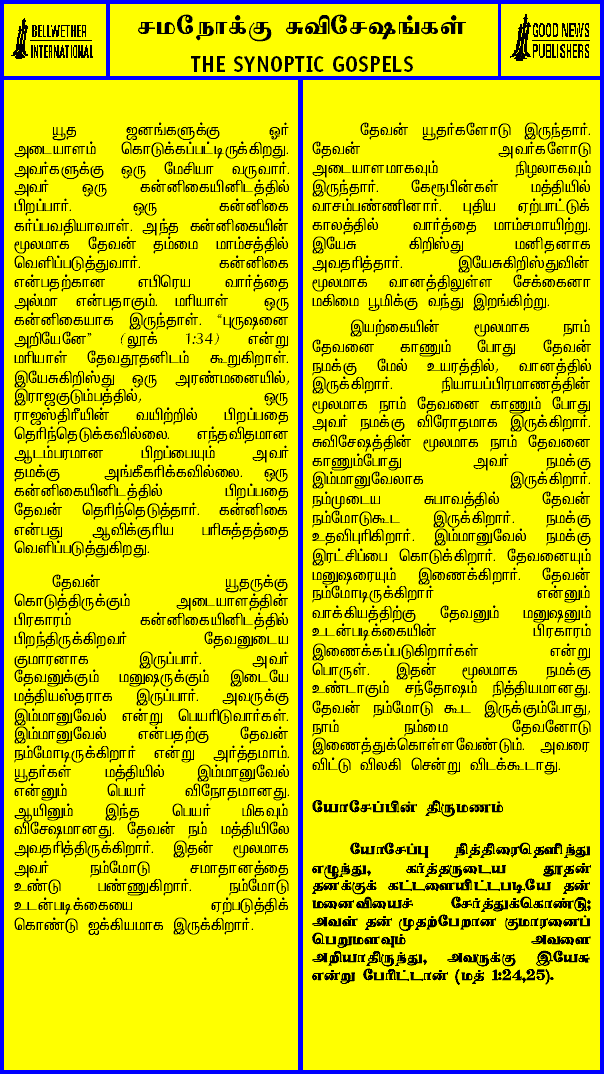 BELLWETHER
INTERNATIONAL
சமநோக்கு சுவிசேஷங்கள்
THE SYNOPTIC GOSPELS
GOOD NEWS
PUBLISHERS
யூத ஜனங்களுக்கு ஓர்
அடையாளம் கொடுக்கப்பட்டிருக்கிறது.
அவர்களுக்கு ஒரு மேசியா வருவார்.
அவர் ஒரு கன்னிகையினிடத்தில்
பிறப்பார். ஒரு கன்னிகை
கர்ப்பவதியாவாள். அந்த கன்னிகையின்
மூலமாக தேவன் தம்மை மாம்சத்தில்
வெளிப்படுத்துவார். கன்னிகை
என்பதற்கான எபிரெய வார்த்தை
அல்மா என்பதாகும். மரியாள் ஒரு
கன்னிகையாக இருந்தாள். “புருஷனை
அறியேனே” (லூக் 1:34) என்று
மரியாள் தேவதூதனிடம் கூறுகிறாள்.
இயேசுகிறிஸ்து ஒரு அரண்மனையில்,
இராஜகுடும்பத்தில், ஒரு
ராஜஸ்திரீயின் வயிற்றில் பிறப்பதை
தெரிந்தெடுக்கவில்லை. எந்தவிதமான
ஆடம்பரமான பிறப்பையும் அவர்
தமக்கு அங்கீகரிக்கவில்லை. ஒரு
கன்னிகையினிடத்தில் பிறப்பதை
தேவன் தெரிந்தெடுத்தார். கன்னிகை
என்பது ஆவிக்குரிய பரிசுத்தத்தை
வெளிப்படுத்துகிறது.
தேவன் யூதருக்கு
கொடுத்திருக்கும் அடையாளத்தின்
பிரகாரம் கன்னிகையினிடத்தில்
பிறந்திருக்கிறவர் தேவனுடைய
குமாரனாக இருப்பார். அவர்
தேவனுக்கும் மனுஷருக்கும் இடையே
மத்தியஸ்தராக இருப்பார். அவருக்கு
இம்மானுவேல் என்று பெயரிடுவார்கள்.
இம்மானுவேல் என்பதற்கு தேவன்
நம்மோடிருக்கிறார் என்று அர்த்தமாம்.
யூதர்கள் மத்தியில் இம்மானுவேல்
என்னும் பெயர் விநோதமானது.
ஆயினும் இந்த பெயர் மிகவும்
விசேஷமானது. தேவன் நம் மத்தியிலே
அவதரித்திருக்கிறார். இதன் மூலமாக
அவர் நம்மோடு சமாதானத்தை
உண்டு பண்ணுகிறார். நம்மோடு
உடன்படிக்கையை ஏற்படுத்திக்
கொண்டு ஐக்கியமாக இருக்கிறார்.
தேவன் யூதர்களோடு இருந்தார்.
தேவன் அவர்களோடு
அடையாளமாகவும் நிழலாகவும்
இருந்தார். கேரூபின்கள் மத்தியில்
வாசம்பண்ணினார். புதிய ஏற்பாட்டுக்
காலத்தில் வார்த்தை மாம்சமாயிற்று.
இயேசு கிறிஸ்து மனிதனாக
அவதரித்தார். இயேசுகிறிஸ்துவின்
மூலமாக வானத்திலுள்ள சேக்கைனா
மகிமை பூமிக்கு வந்து இறங்கிற்று.
இயற்கையின் மூலமாக நாம்
தேவனை காணும் போது தேவன்
நமக்கு மேல் உயரத்தில், வானத்தில்
இருக்கிறார். நியாயப்பிரமாணத்தின்
மூலமாக நாம் தேவனை காணும் போது
அவர் நமக்கு விரோதமாக இருக்கிறார்.
சுவிசேஷத்தின் மூலமாக நாம் தேவனை
காணும்போது அவர் நமக்கு
இம்மானுவேலாக இருக்கிறார்.
நம்முடைய சுபாவத்தில் தேவன்
நம்மோடுகூட இருக்கிறார். நமக்கு
உதவிபுரிகிறார். இம்மானுவேல் நமக்கு
இரட்சிப்பை கொடுக்கிறார். தேவனையும்
மனுஷரையும் இணைக்கிறார். தேவன்
நம்மோடிருக்கிறார் என்னும்
வாக்கியத்திற்கு தேவனும் மனுஷனும்
உடன்படிக்கையின் பிரகாரம்
இணைக்கப்படுகிறார்கள் என்று
பொருள். இதன் மூலமாக நமக்கு
உண்டாகும் சந்தோஷம் நித்தியமானது.
தேவன் நம்மோடு கூட இருக்கும்போது,
நாம் நம்மை தேவனோடு
இணைத்துக்கொள்ளவேண்டும். அவரை
விட்டு விலகி சென்று விடக்கூடாது.
யோசேப்பின் திருமணம்
யோசேப்பு நித்திரைதெளிந்து
எழுந்து, கர்த்தருடைய தூதன்
தனக்குக் கட்டளையிட்டபடியே தன்
மனைவியைச் சேர்த்துக்கொண்டு;
அவள் தன் முதற்பேறான குமாரனைப்
பெறுமளவும் அவளை
அறியாதிருந்து, அவருக்கு இயேசு
என்று பேரிட்டான் (மத் 1:24,25).